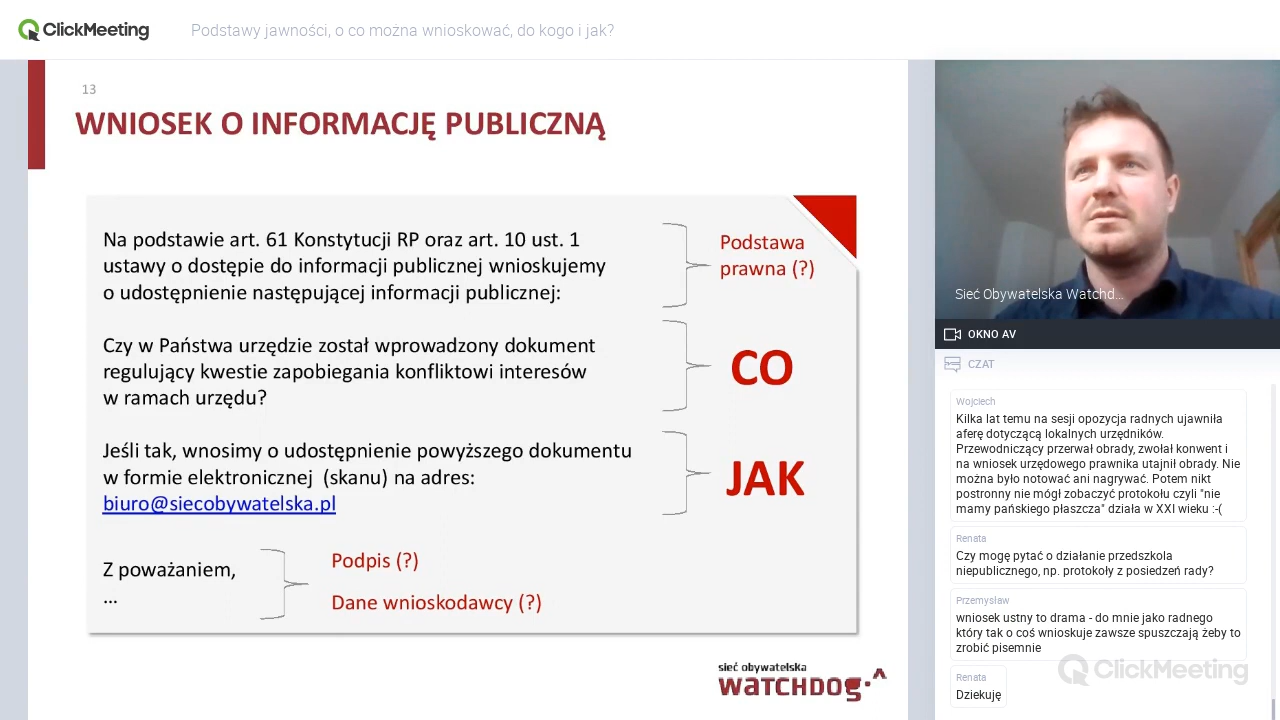 ClickMeeting
Podstawy jawności, o co można wnioskować, do kogo i jak?
13
WNIOSEK O INFORMACJĘ PUBLICZNĄ
Na podstawie art. 61 Konstytucji RP oraz art. 10 ust. 1
ustawy o dostępie do informacji publicznej wnioskujemy
o udostępnienie następującej informacji publicznej:
Podstawa
prawna (?)
Czy w Państwa urzędzie został wprowadzony dokument
regulujący kwestie zapobiegania konfliktowi interesów
w ramach urzędu?
CO
Jeśli tak, wnosimy o udostępnienie powyższego dokumentu
w formie elektronicznej (skanu) na adres:
biuro@siecobywatelska.pl
JAK
Z poważaniem,
...
Podpis (?)
Dane wnioskodawcy (?)
sieć obywatelska
WATCHDOG
Sieć Obywatelska Watchd...
OKNO AV
CZAT
Wojciech
Kilka lat temu na sesji opozycja radnych ujawniła
aferę dotyczącą lokalnych urzędników.
Przewodniczący przerwał obrady, zwołał konwent i
na wniosek urzędowego prawnika utajnił obrady. Nie
można było notować ani nagrywać. Potem nikt
postronny nie mógł zobaczyć protokołu czyli "nie
mamy pańskiego płaszcza" działa w XXI wieku :-(
Renata
Czy mogę pytać o działanie przedszkola
niepublicznego, np. protokoły z posiedzeń rady?
Przemysław
wniosek ustny to drama - do mnie jako radnego
który tak o coś wnioskuje zawsze spuszczają żeby to
zrobić pisemnie
Renata
Dziekuję
ClickMeeting